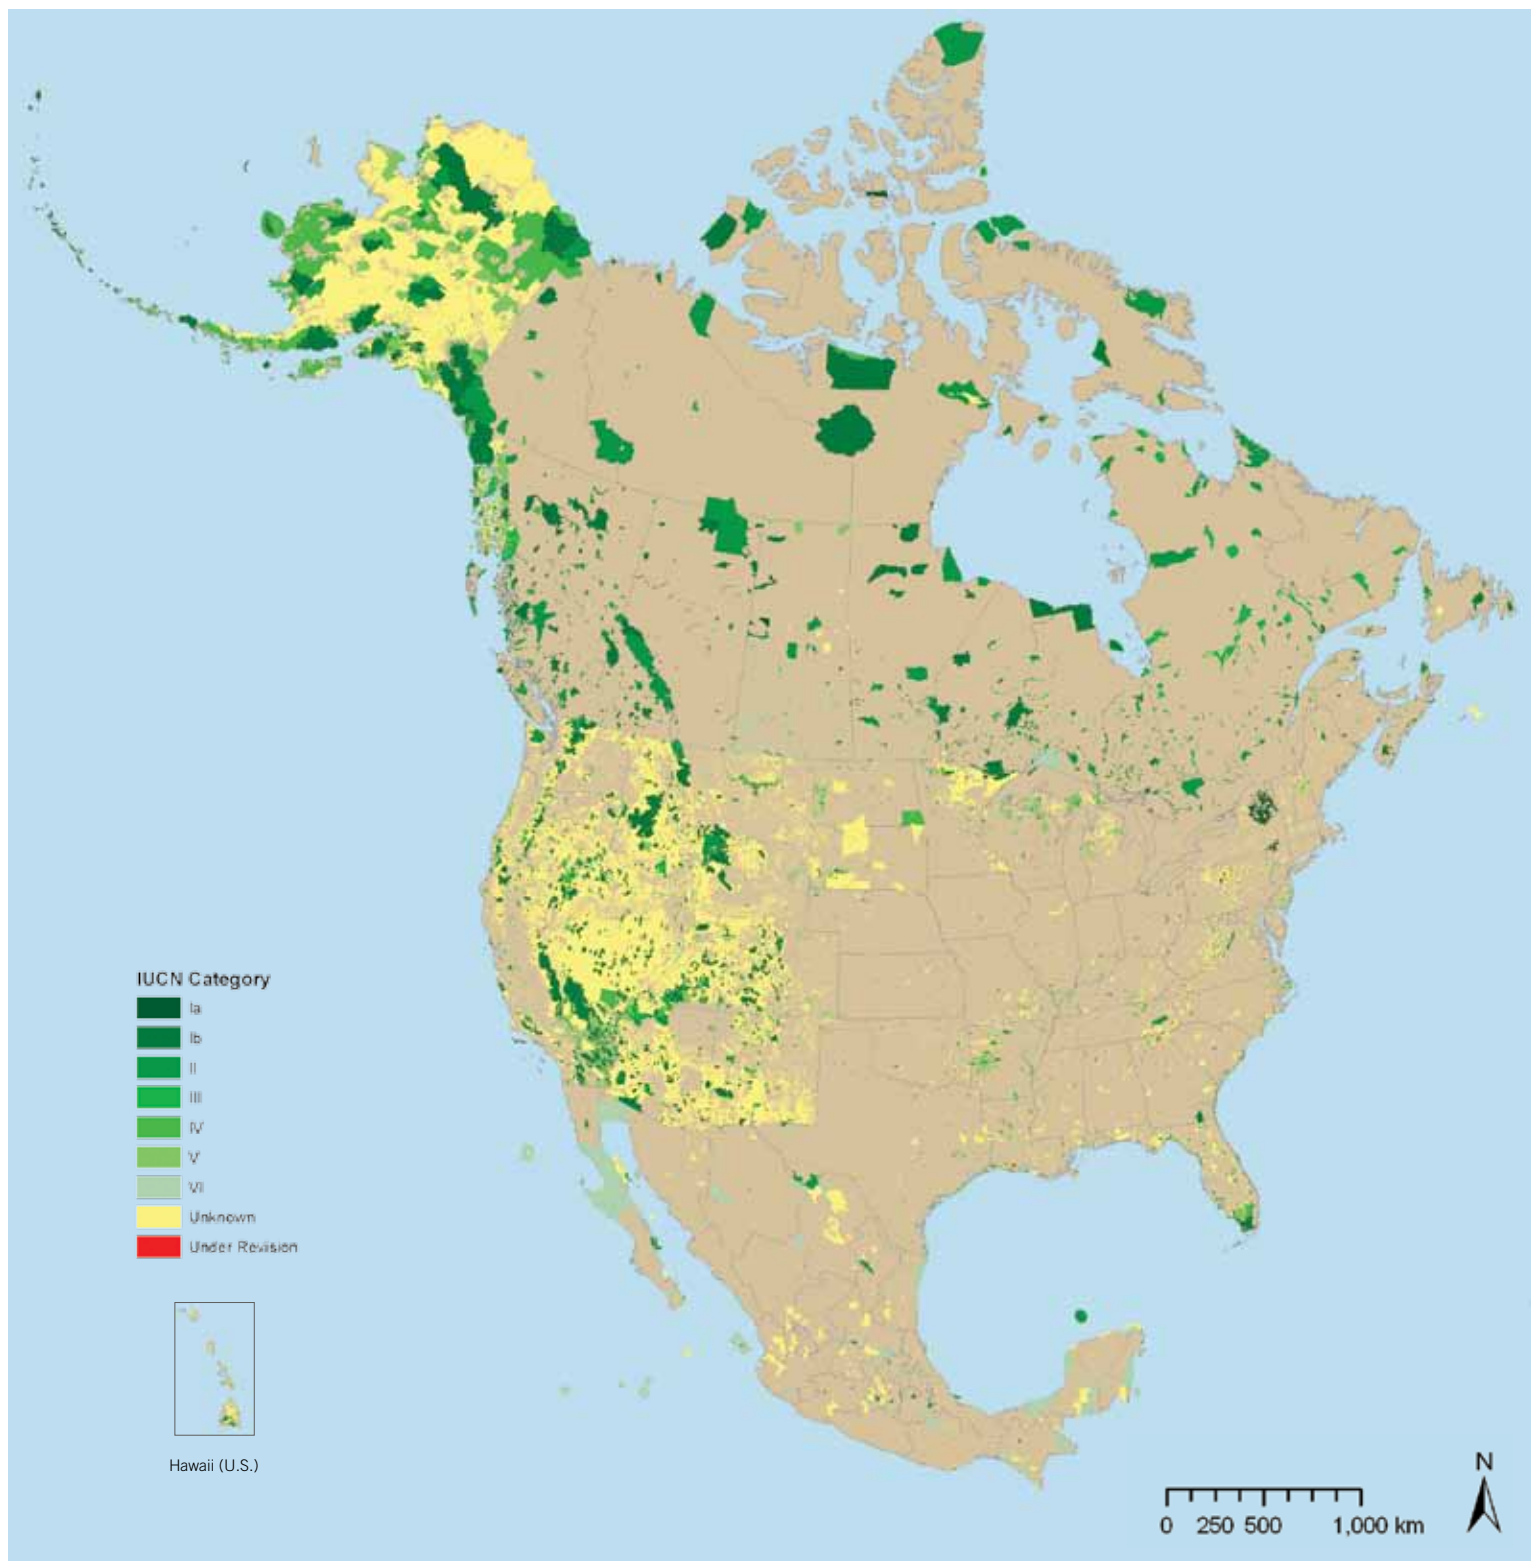 IUCN Category
Ia
Ib
II
III
IV
V
VI
Unknown
Under Revision
Hawaii (U.S.)
N
0 250 500 1,000 km